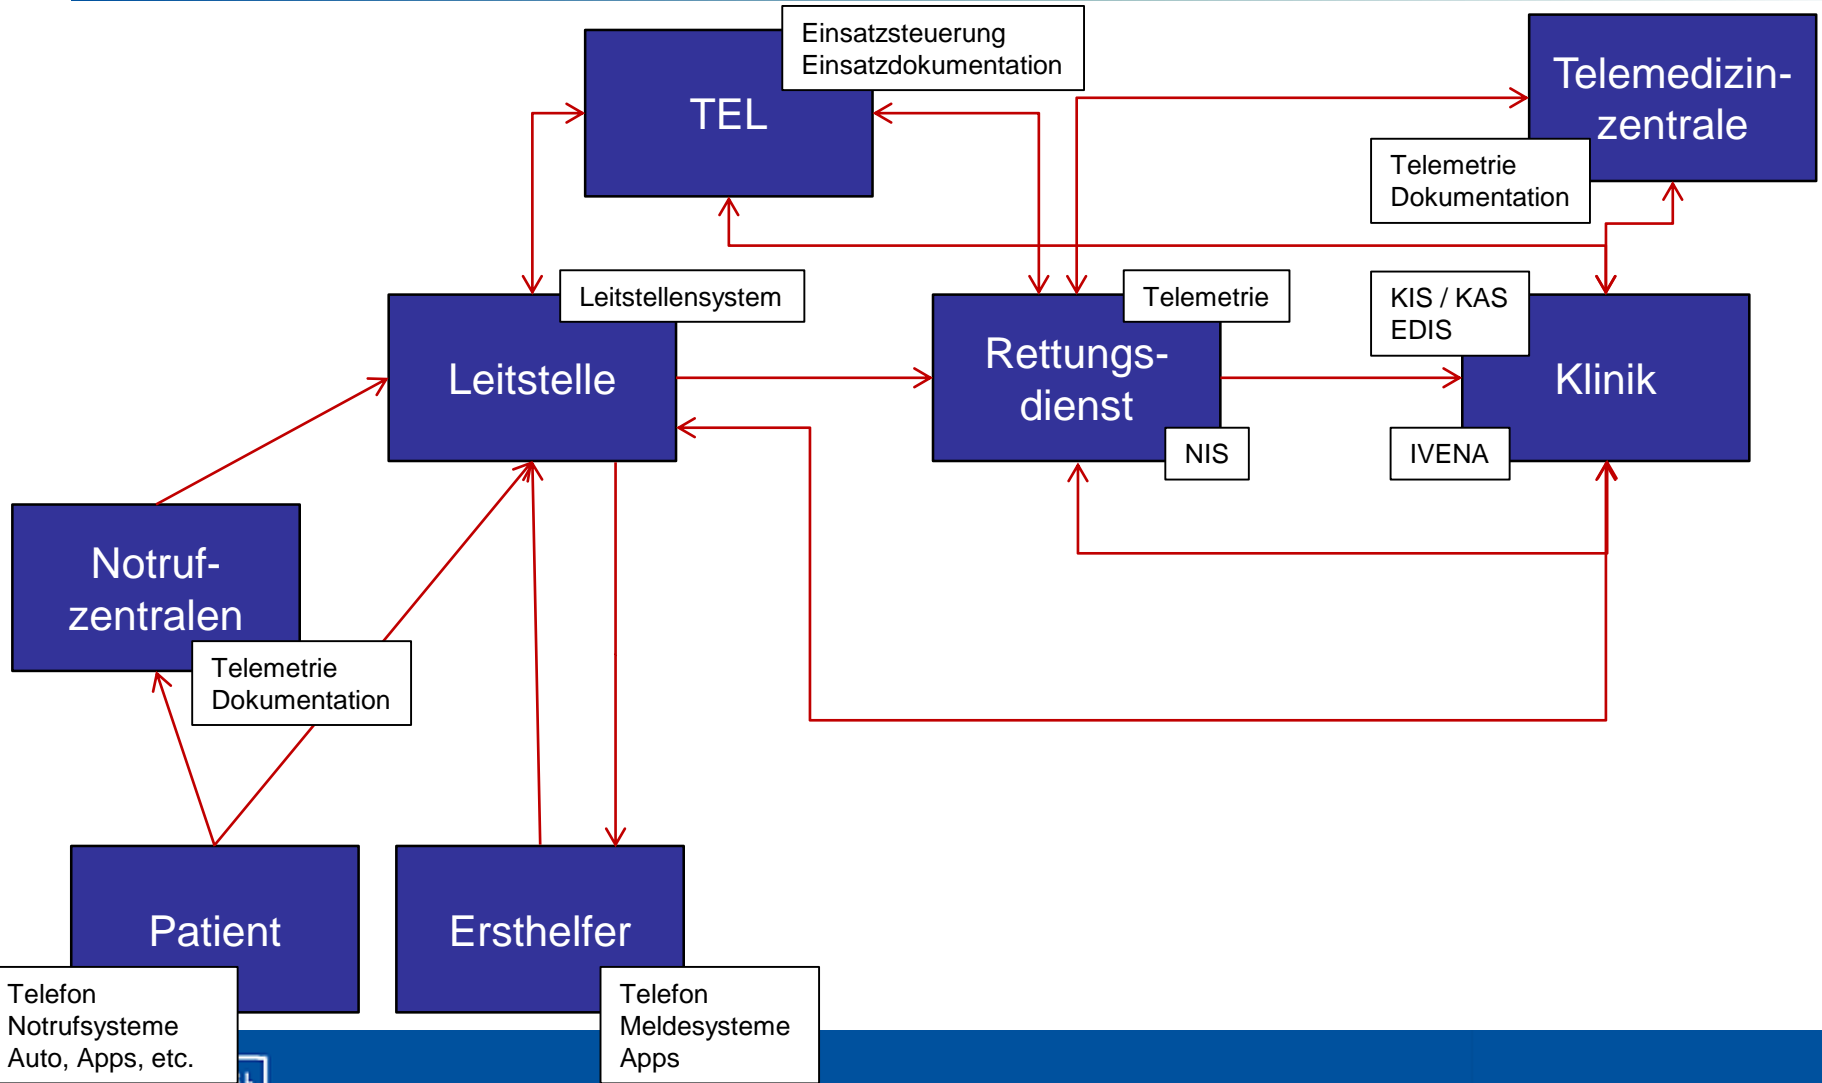 Einsatzsteuerung
Einsatzdokumentation
TEL
Telemedizin-
zentrale
Telemetrie
Dokumentation
Leitstellensystem
Leitstelle
Telemetrie
Rettungs-
dienst
NIS
KIS / KAS
EDIS
Klinik
IVENA
Notruf-
zentralen
Telemetrie
Dokumentation
Patient
Telefon
Notrufsysteme
Auto, Apps, etc.
Ersthelfer
Telefon
Meldesysteme
Apps